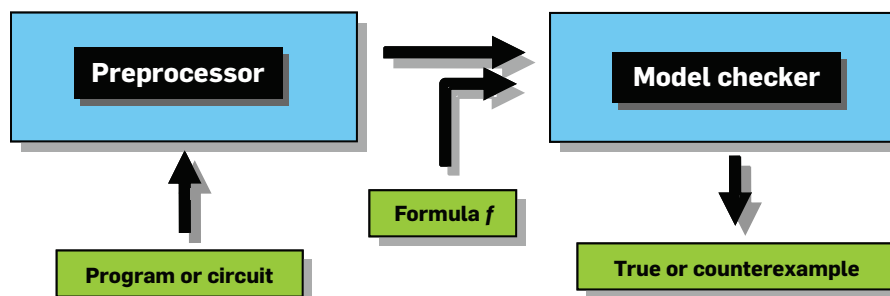 Preprocessor
Model checker
Formula f
Program or circuit
True or counterexample